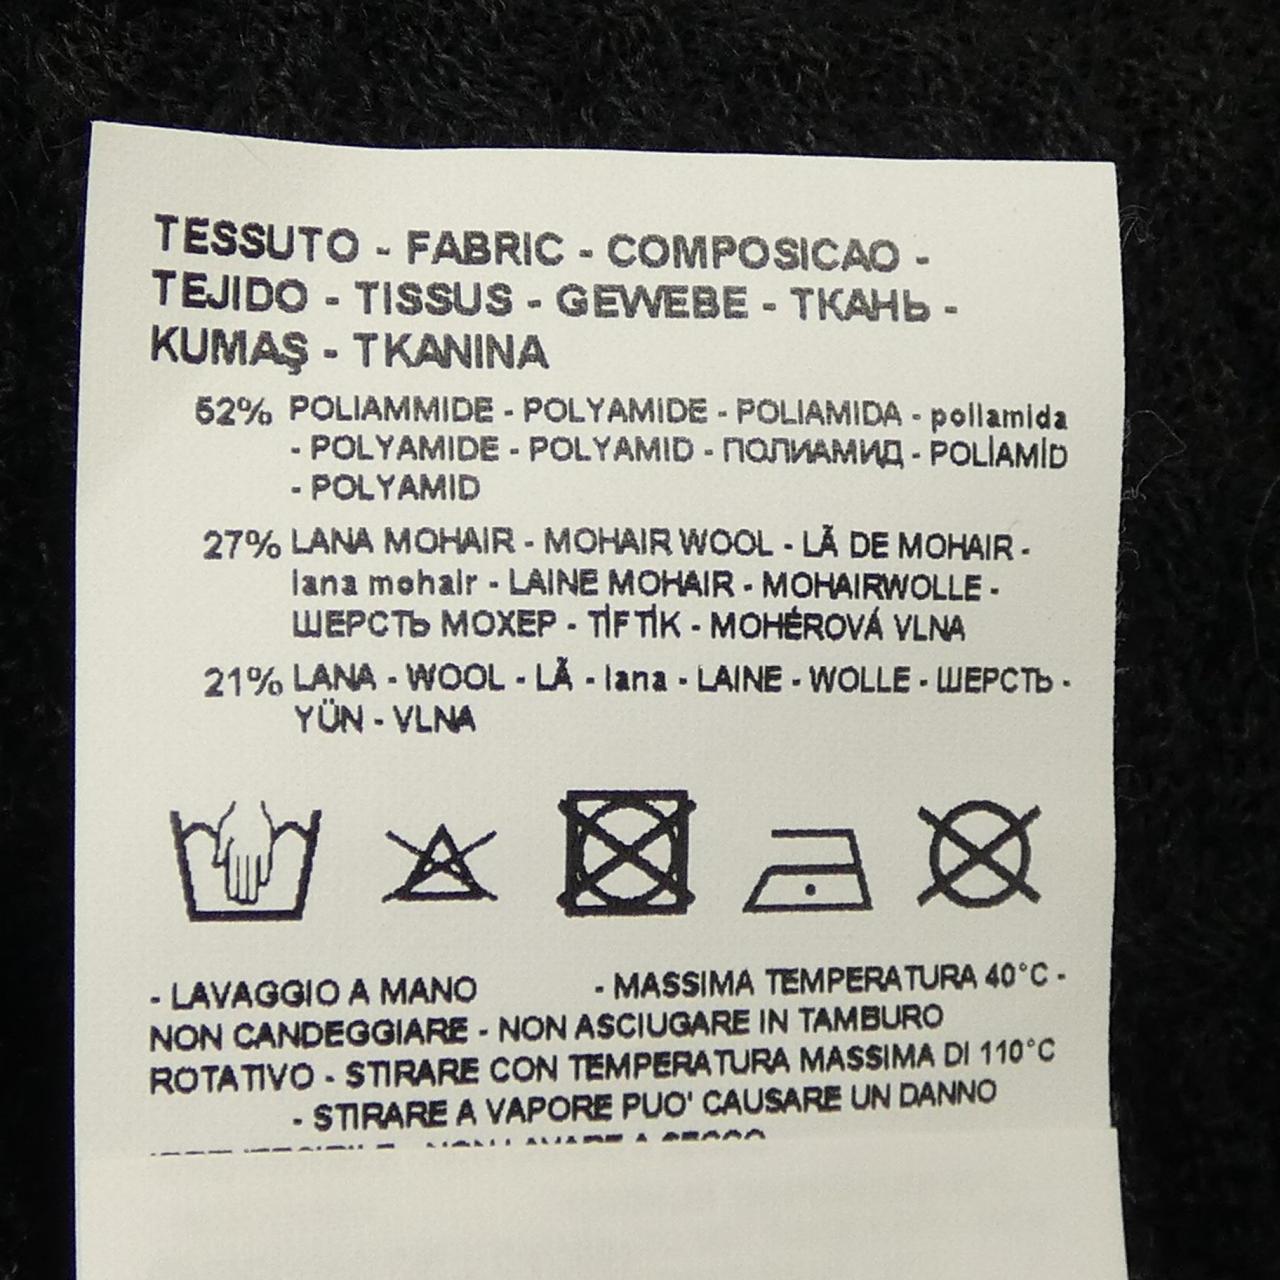 TESSUTO - FABRIC - COMPOSICAO -
TEJIDO - TISSUS - GEWEBE - ТКАНЬ -
KUMAŞ - TKANINA
52% POLIAMMIDE - POLYAMIDE - POLIAMIDA - poliamida
- POLYAMIDE - POLYAMID - ПОЛИАМИД - POLİAMİD
- POLYAMID
27% LANA MOHAIR - MOHAIR WOOL - LÃ DE MOHAIR -
lana mohair - LAINE MOHAIR - MOHAIRWOLLE -
ШЕРСТЬ МОХЕР - TİFTİK - MOHÉROVÁ VLNA
21% LANA - WOOL - LÃ - lana - LAINE - WOLLE - ШЕРСТЬ -
YÜN - VLNA
- LAVAGGIO A MANO - MASSIMA TEMPERATURA 40°C -
NON CANDEGGIARE - NON ASCIUGARE IN TAMBURO
ROTATIVO - STIRARE CON TEMPERATURA MASSIMA DI 110°C
- STIRARE A VAPORE PUO' CAUSARE UN DANNO